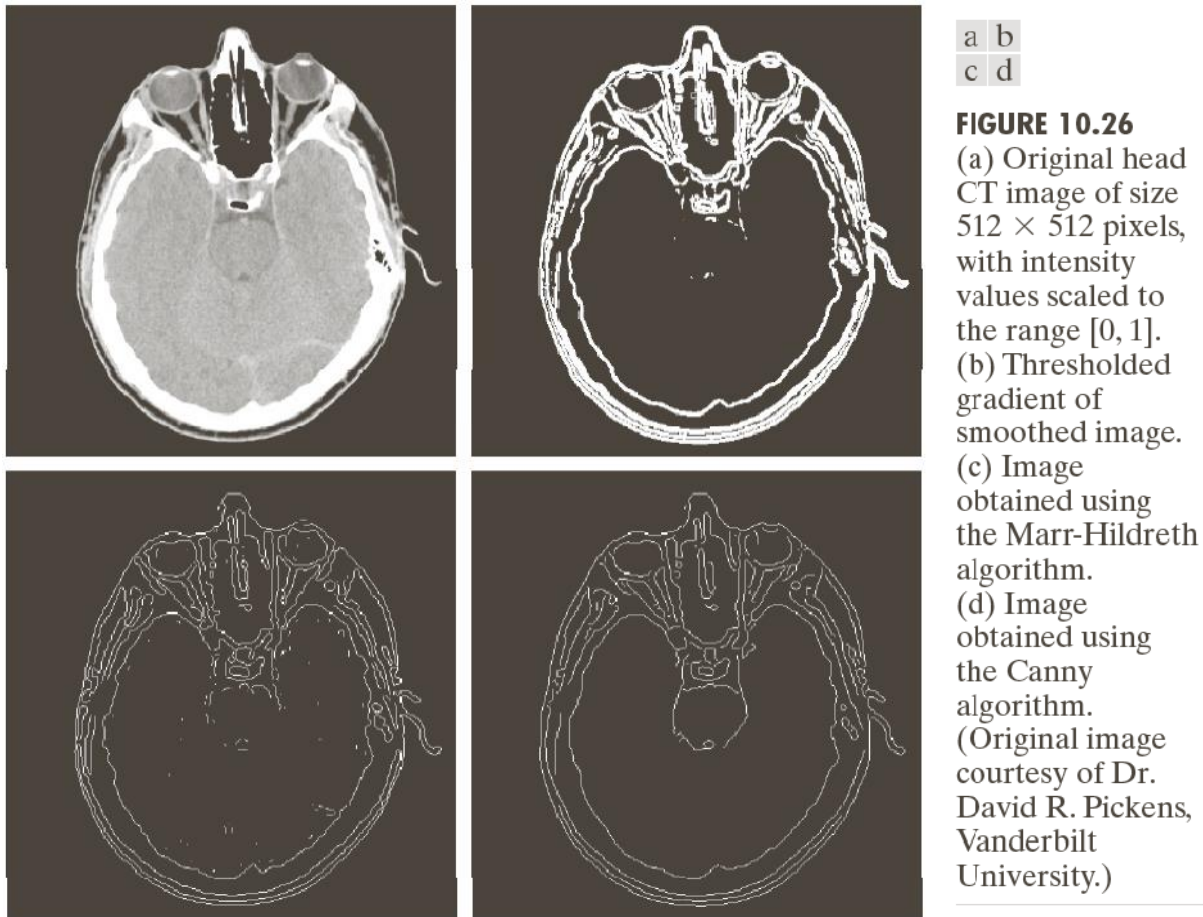 a b
c d
FIGURE 10.26
(a) Original head
CT image of size
512 × 512 pixels,
with intensity
values scaled to
the range [0, 1].
(b) Thresholded
gradient of
smoothed image.
(c) Image
obtained using
the Marr-Hildreth
algorithm.
(d) Image
obtained using
the Canny
algorithm.
(Original image
courtesy of Dr.
David R. Pickens,
Vanderbilt
University.)